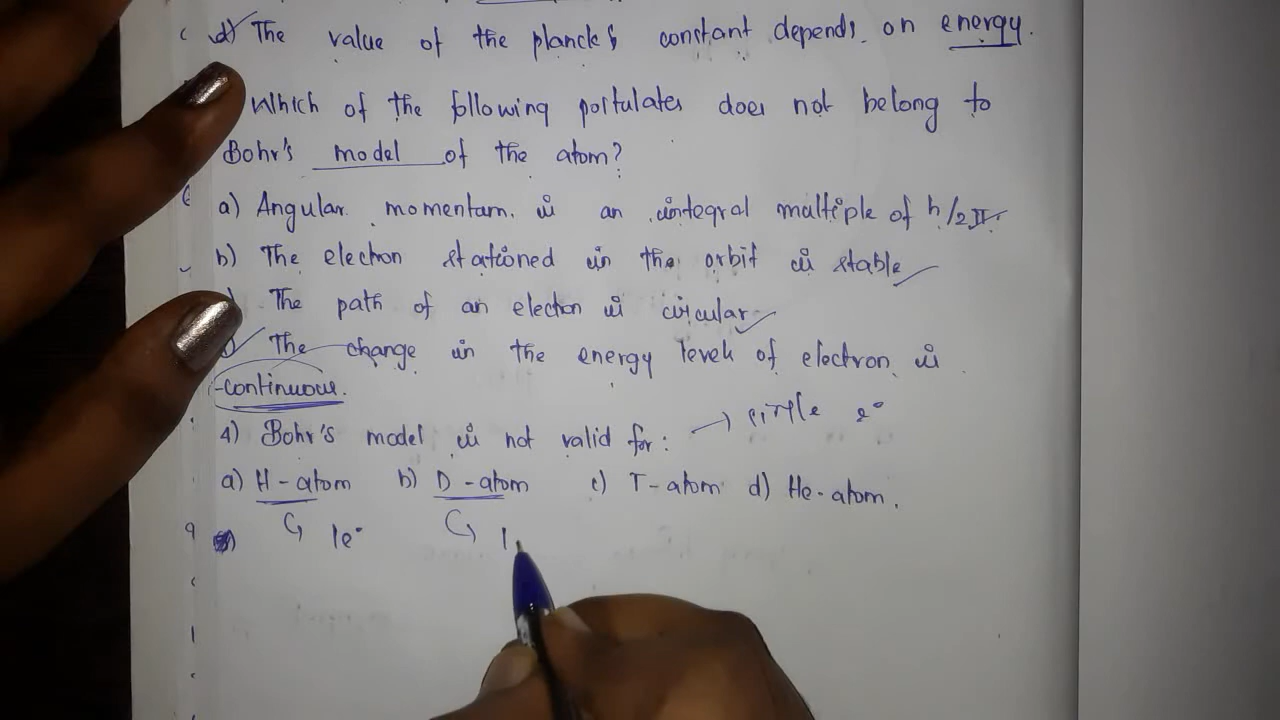 d) The value of the planck's constant depends on energy.
Which of the following postulates does not belong to
Bohr's model of the atom?
a) Angular momentum is an integral multiple of h/2π
b) The electron stationed in the orbit is stable
) The path of an electron is circular
) The change in the energy levels of electron is
continuous.
4) Bohr's model is not valid for: → single e⁻
a) H-atom b) D-atom c) T-atom d) He-atom.
1e⁻ 1